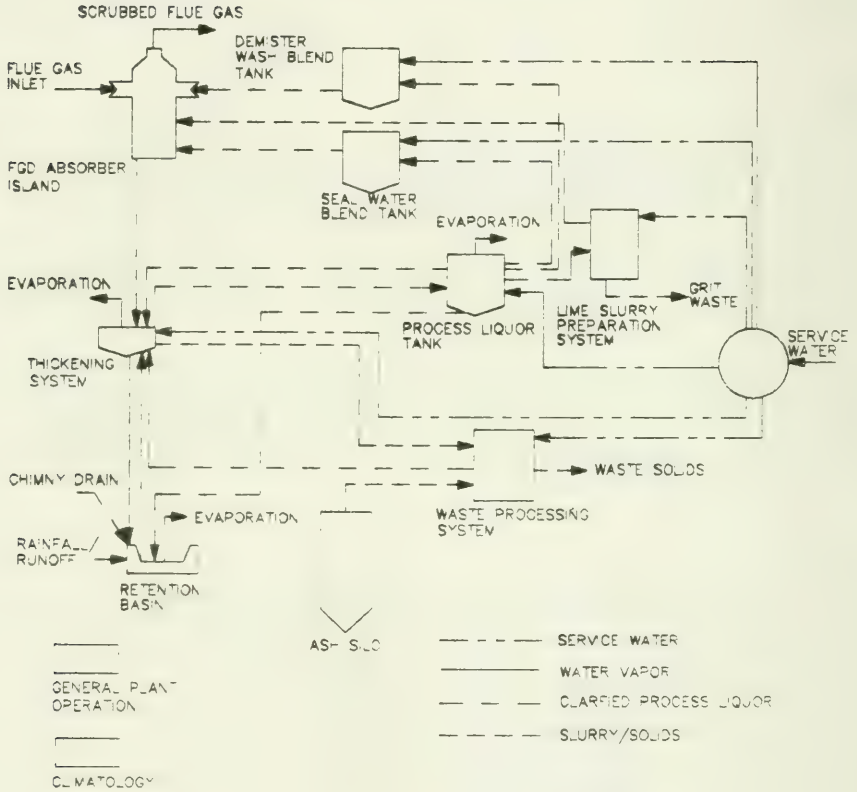 SCRUBBED FLUE GAS
DEMISTER
WASH BLEND
TANK
FLUE GAS
INLET
FGD ABSORBER
ISLAND
SEAL WATER
BLEND TANK
EVAPORATION
EVAPORATION
GRIT
WASTE
PROCESS LIQUOR
TANK
LIME SLURRY
PREPARATION
SYSTEM
SERVICE
WATER
THICKENING
SYSTEM
CHIMNY DRAIN
WASTE SOLIDS
EVAPORATION
WASTE PROCESSING
SYSTEM
RAINFALL/
RUNOFF
RETENTION
BASIN
ASH SILO
SERVICE WATER
WATER VAPOR
CLARFIED PROCESS LIQUOR
SLURRY/SOLIDS
GENERAL PLANT
OPERATION
CLIMATOLOGY